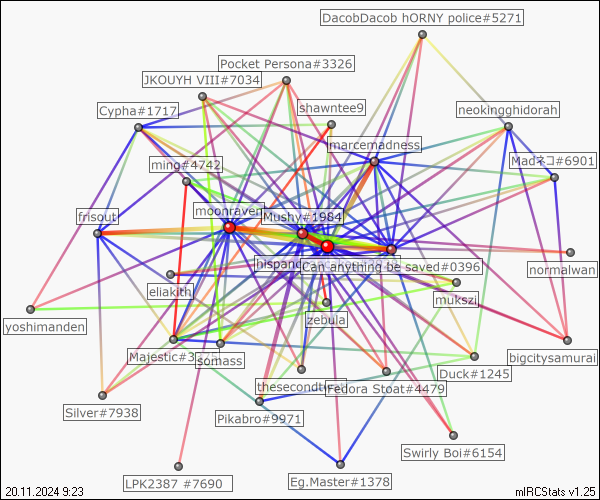 DacobDacob hORNY police#5271
Pocket Persona#3326
JKOUYH VIII#7034
shawntee9
neokingghidorah
Cypha#1717
marcemadness
mino#4742
Madネコ#6901
moonraven
Mushy#1984
frisout
hispand
Can anything be saved#0396
normalwan
eliakith
mukszi
zebula
yoshimanden
Majestic#3
somass
bigcitysamurai
Duck#1245
thesecondt
Fedora Stoat#4479
Silver#7938
Pikabro#9971
Swirly Boi#6154
LPK2387 #7690
Eg.Master#1378
20.11.2024 9:23
mIRCStats v1.25